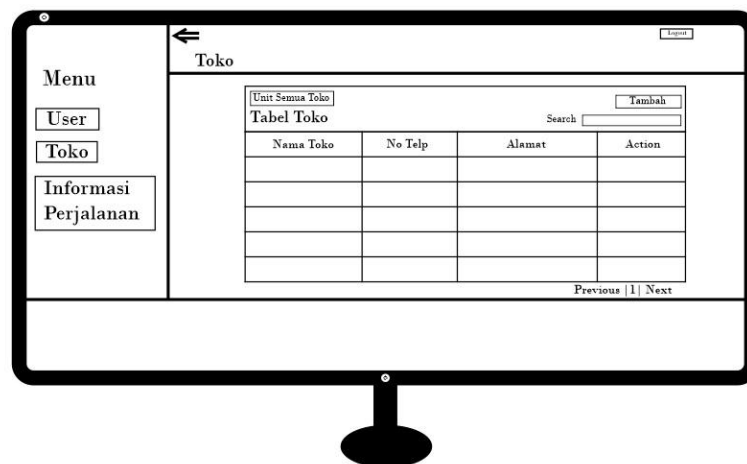 Logout
Toko
Menu
User
Toko
Informasi
Perjalanan
Unit Semua Toko
Tambah
Tabel Toko
Search
Nama Toko No Telp Alamat Action
Previous |1| Next